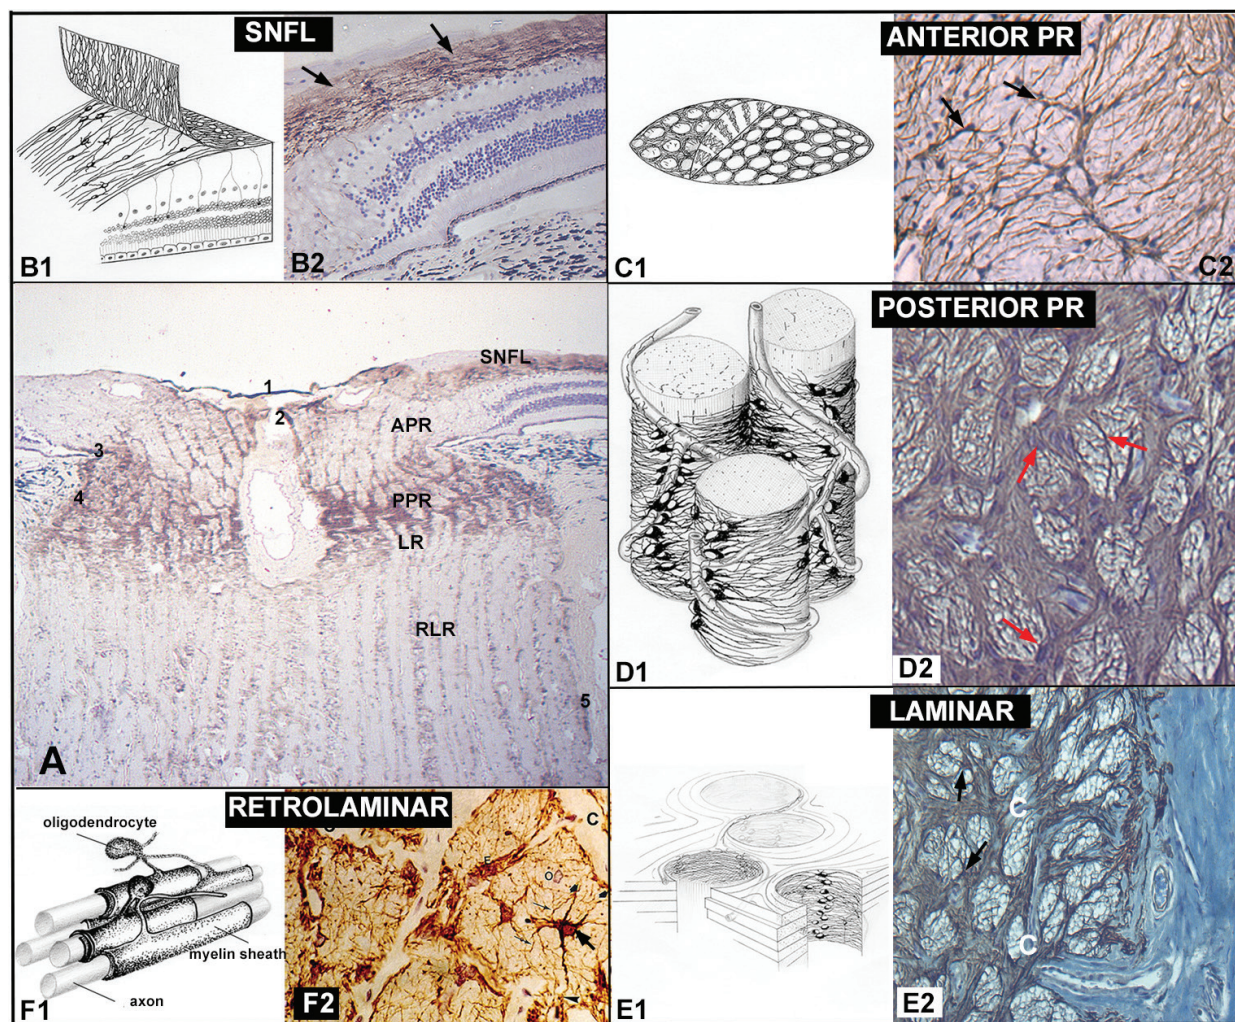 SNFL
B1
B2
ANTERIOR PR
C1
C2
SNFL
1
2
APR
3
4
PPR
LR
RLR
5
A
POSTERIOR PR
D1
D2
RETROLAMINAR
oligodendrocyte
myelin sheath
axon
F1
C
F
O
F2
LAMINAR
C
C
E1
E2